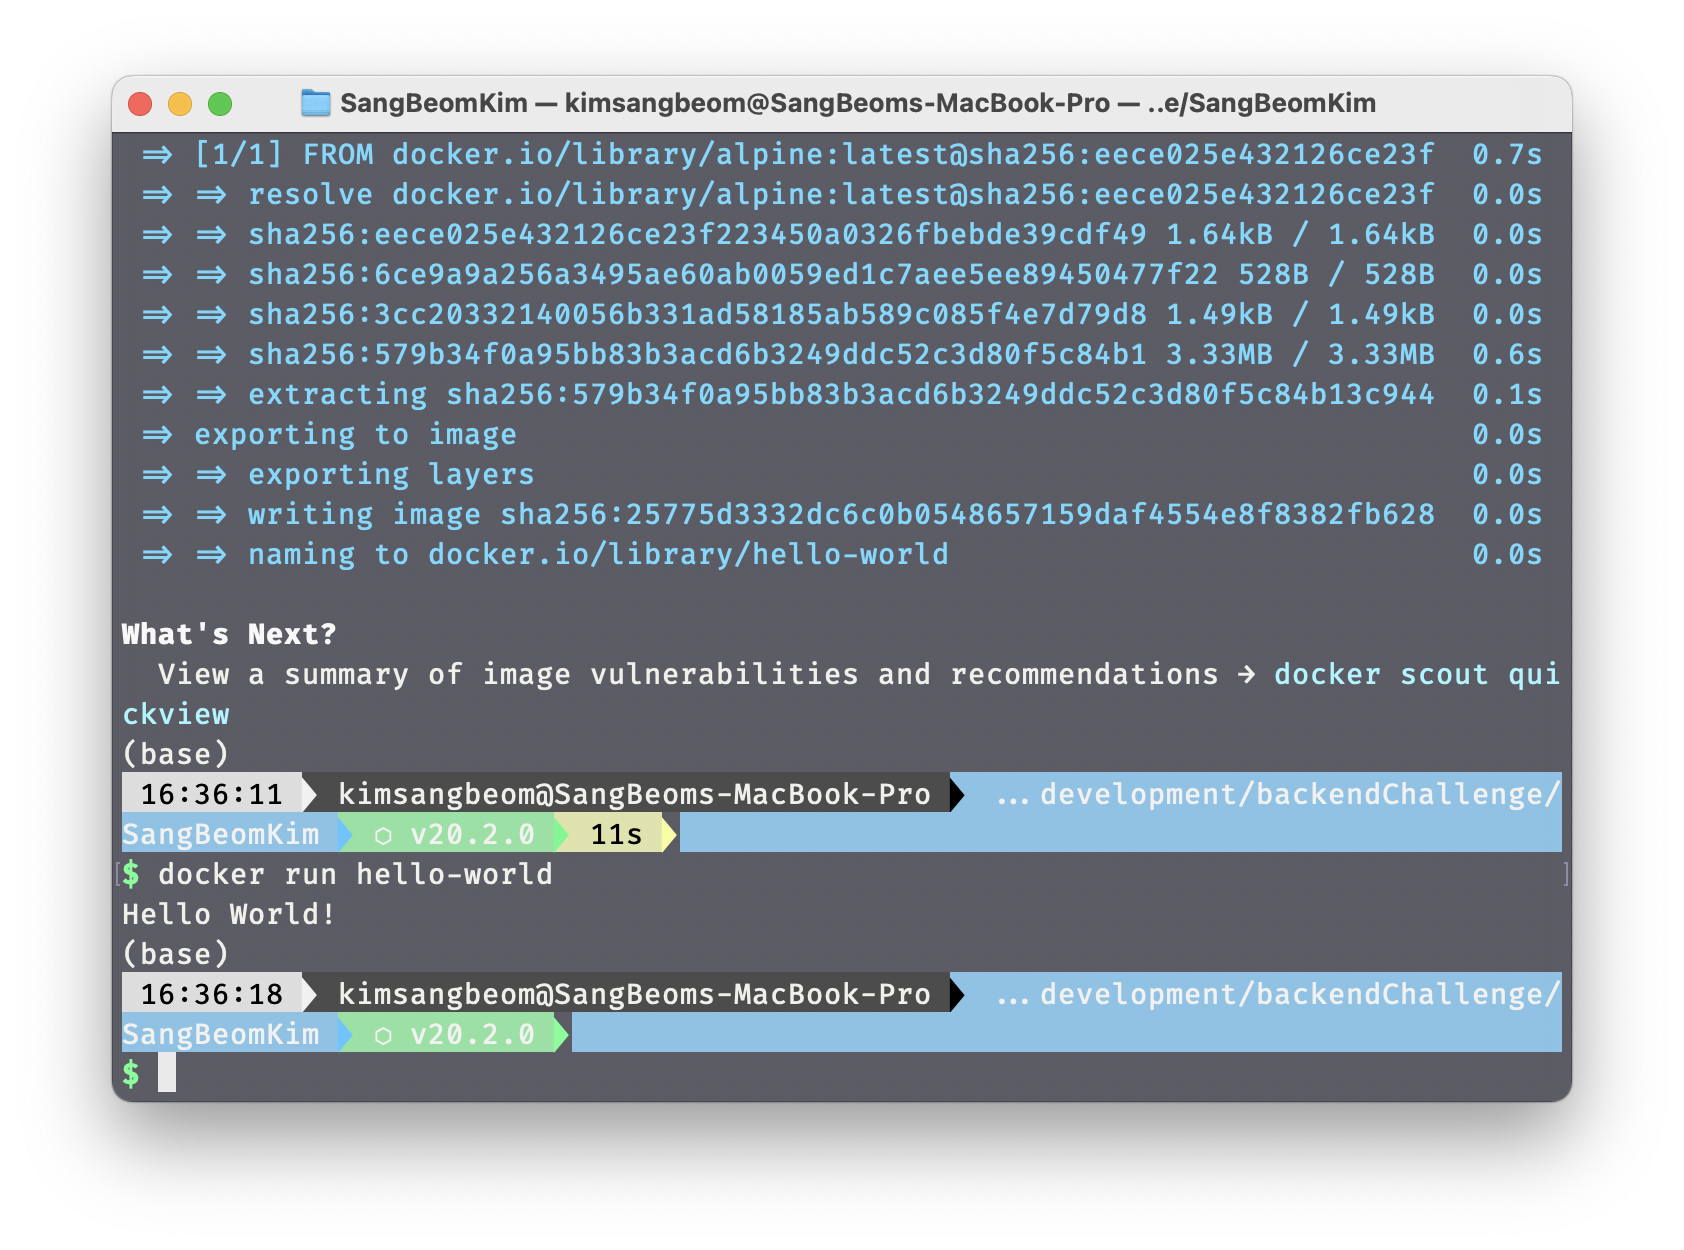 SangBeomKim — kimsangbeom@SangBeoms-MacBook-Pro — ..e/SangBeomKim
=> [1/1] FROM docker.io/library/alpine:latest@sha256:eece025e432126ce23f 0.7s
=> => resolve docker.io/library/alpine:latest@sha256:eece025e432126ce23f 0.0s
=> => sha256:eece025e432126ce23f223450a0326fbebde39cdf49 1.64kB / 1.64kB 0.0s
=> => sha256:6ce9a9a256a3495ae60ab0059ed1c7aee5ee89450477f22 528B / 528B 0.0s
=> => sha256:3cc20332140056b331ad58185ab589c085f4e7d79d8 1.49kB / 1.49kB 0.0s
=> => sha256:579b34f0a95bb83b3acd6b3249ddc52c3d80f5c84b1 3.33MB / 3.33MB 0.6s
=> => extracting sha256:579b34f0a95bb83b3acd6b3249ddc52c3d80f5c84b13c944 0.1s
=> exporting to image 0.0s
=> => exporting layers 0.0s
=> => writing image sha256:25775d3332dc6c0b0548657159daf4554e8f8382fb628 0.0s
=> => naming to docker.io/library/hello-world 0.0s
What's Next?
View a summary of image vulnerabilities and recommendations → docker scout qui
ckview
(base)
16:36:11 kimsangbeom@SangBeoms-MacBook-Pro …development/backendChallenge/
SangBeomKim ⬡ v20.2.0 11s
[$ docker run hello-world ]
Hello World!
(base)
16:36:18 kimsangbeom@SangBeoms-MacBook-Pro …development/backendChallenge/
SangBeomKim ⬡ v20.2.0
$